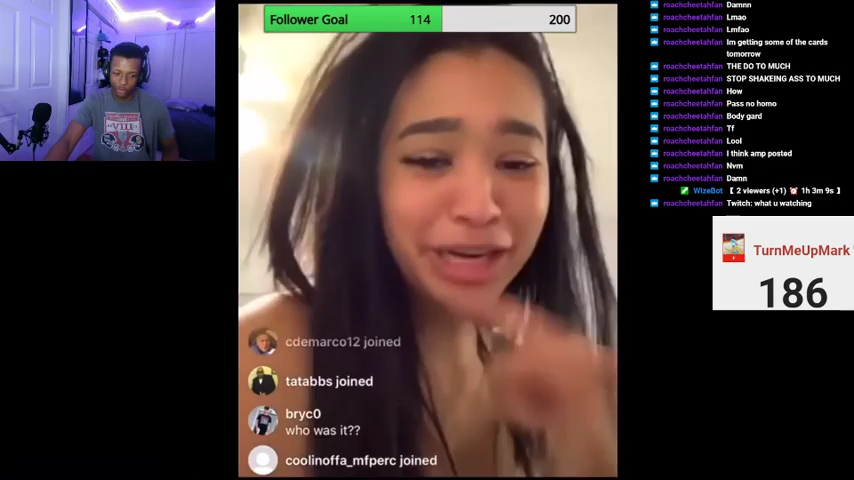 Follower Goal 114 200
cdemarco12 joined
tatabbs joined
bryc0
who was it??
coolinoffa_mfperc joined
roachcheetahfan Damnn
roachcheetahfan Lmao
roachcheetahfan Lmfao
roachcheetahfan Im getting some of the cards
tomorrow
roachcheetahfan THE DO TO MUCH
roachcheetahfan STOP SHAKEING ASS TO MUCH
roachcheetahfan How
roachcheetahfan Pass no homo
roachcheetahfan Body gard
roachcheetahfan Tf
roachcheetahfan Lool
roachcheetahfan I think amp posted
roachcheetahfan Nvm
roachcheetahfan Damn
WizeBot 【 2 viewers (+1) ⏰ 1h 3m 9s 】
roachcheetahfan Twitch: what u watching
TurnMeUpMark
186
VIII